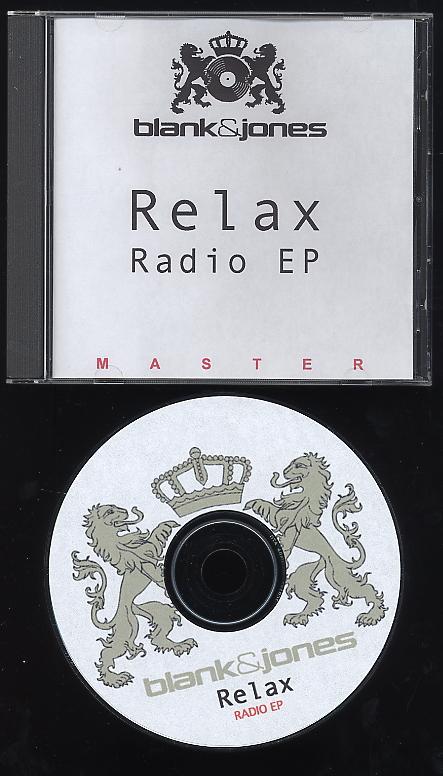 blank&jones
Relax
Radio EP
MASTER
blank&jones
Relax
RADIO EP